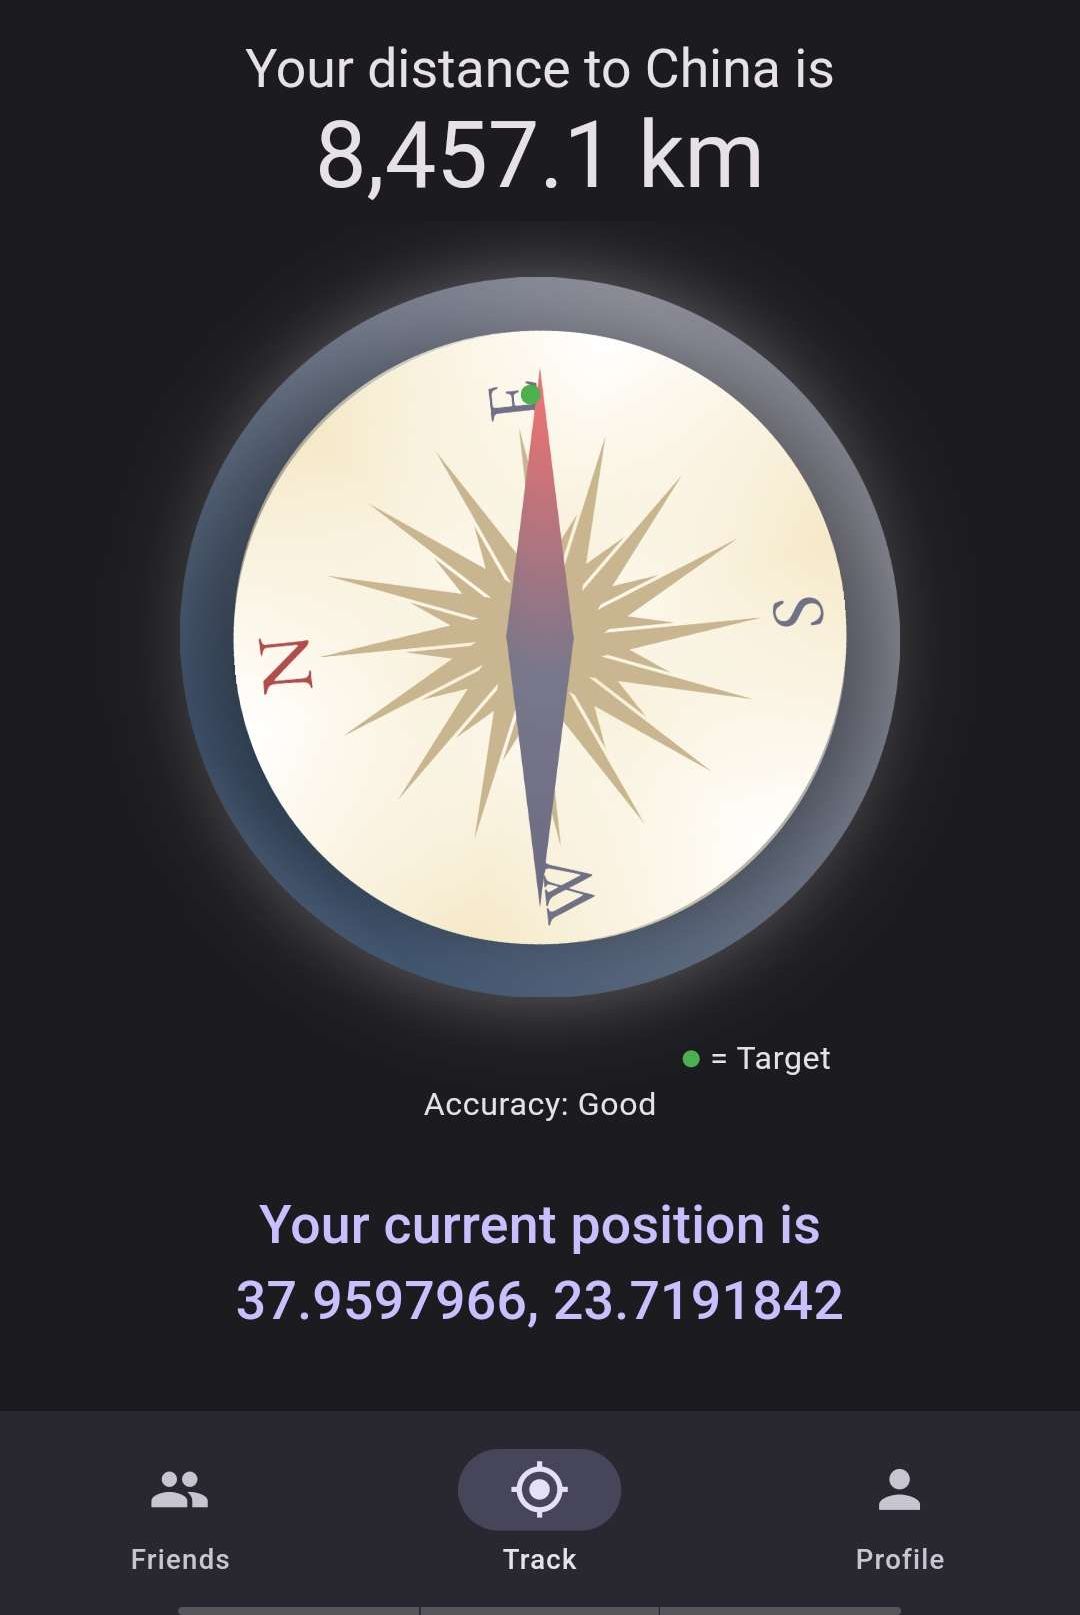 Your distance to China is
8,457.1 km
E
N
S
W
= Target
Accuracy: Good
Your current position is
37.9597966, 23.7191842
Friends
Track
Profile